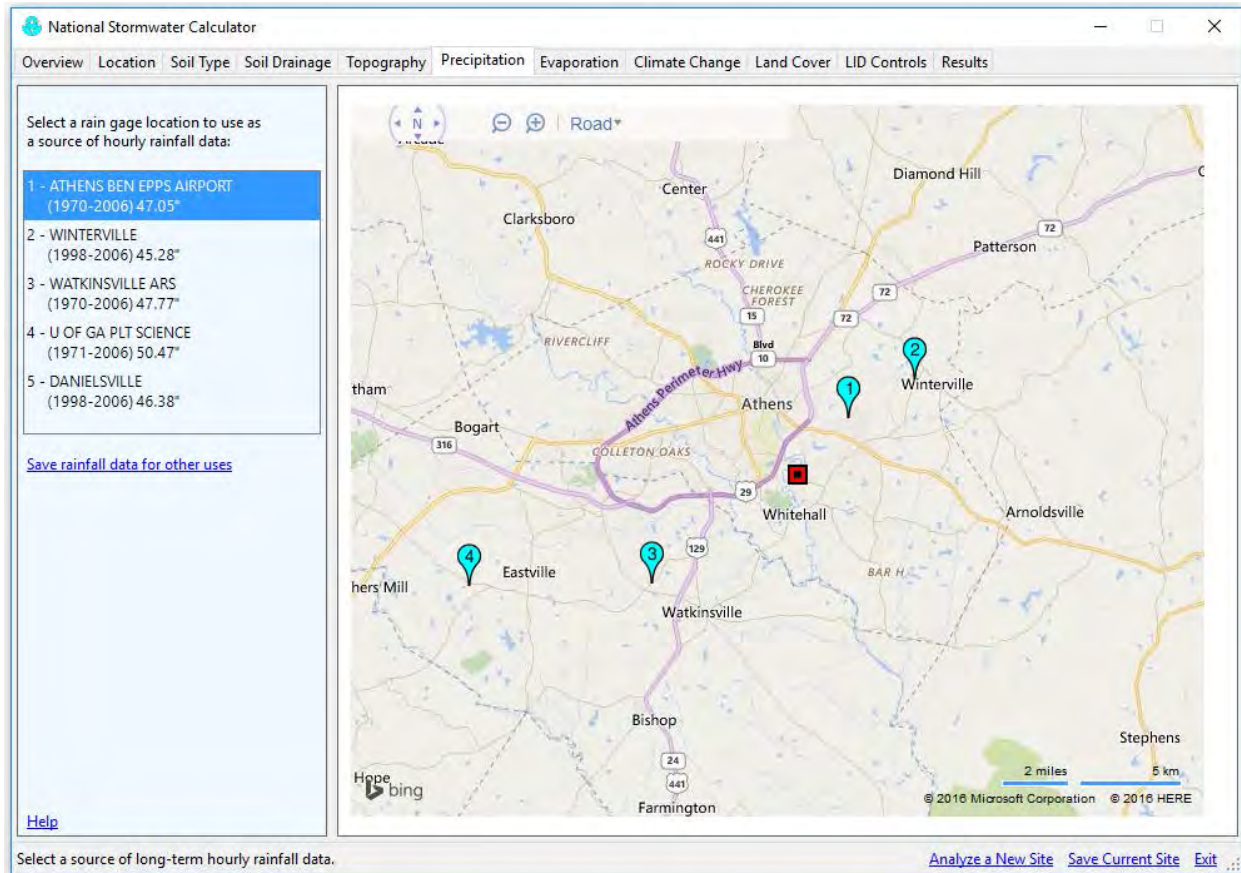 National Stormwater Calculator
Overview Location Soil Type Soil Drainage Topography Precipitation Evaporation Climate Change Land Cover LID Controls Results
Select a rain gage location to use as
a source of hourly rainfall data:
1 - ATHENS BEN EPPS AIRPORT
(1970-2006) 47.05"
2 - WINTERVILLE
(1998-2006) 45.28"
3 - WATKINSVILLE ARS
(1970-2006) 47.77"
4 - U OF GA PLT SCIENCE
(1971-2006) 50.47"
5 - DANIELSVILLE
(1998-2006) 46.38"
Save rainfall data for other uses
Help
N
Road
Center
Diamond Hill
Clarksboro
441
72
Patterson
ROCKY DRIVE
CHEROKEE
FOREST
72
15
72
RIVERCLIFF
Blvd
10
2
Athens Perimeter Hwy
Winterville
tham
1
Athens
Bogart
316
COLLETON OAKS
29
Whitehall
Arnoldsville
129
4
3
Eastville
BAR H
hers Mill
Watkinsville
Bishop
Stephens
24
2 miles
5 km
Hope
441
bing
Farmington
© 2016 Microsoft Corporation © 2016 HERE
Select a source of long-term hourly rainfall data.
Analyze a New Site Save Current Site Exit